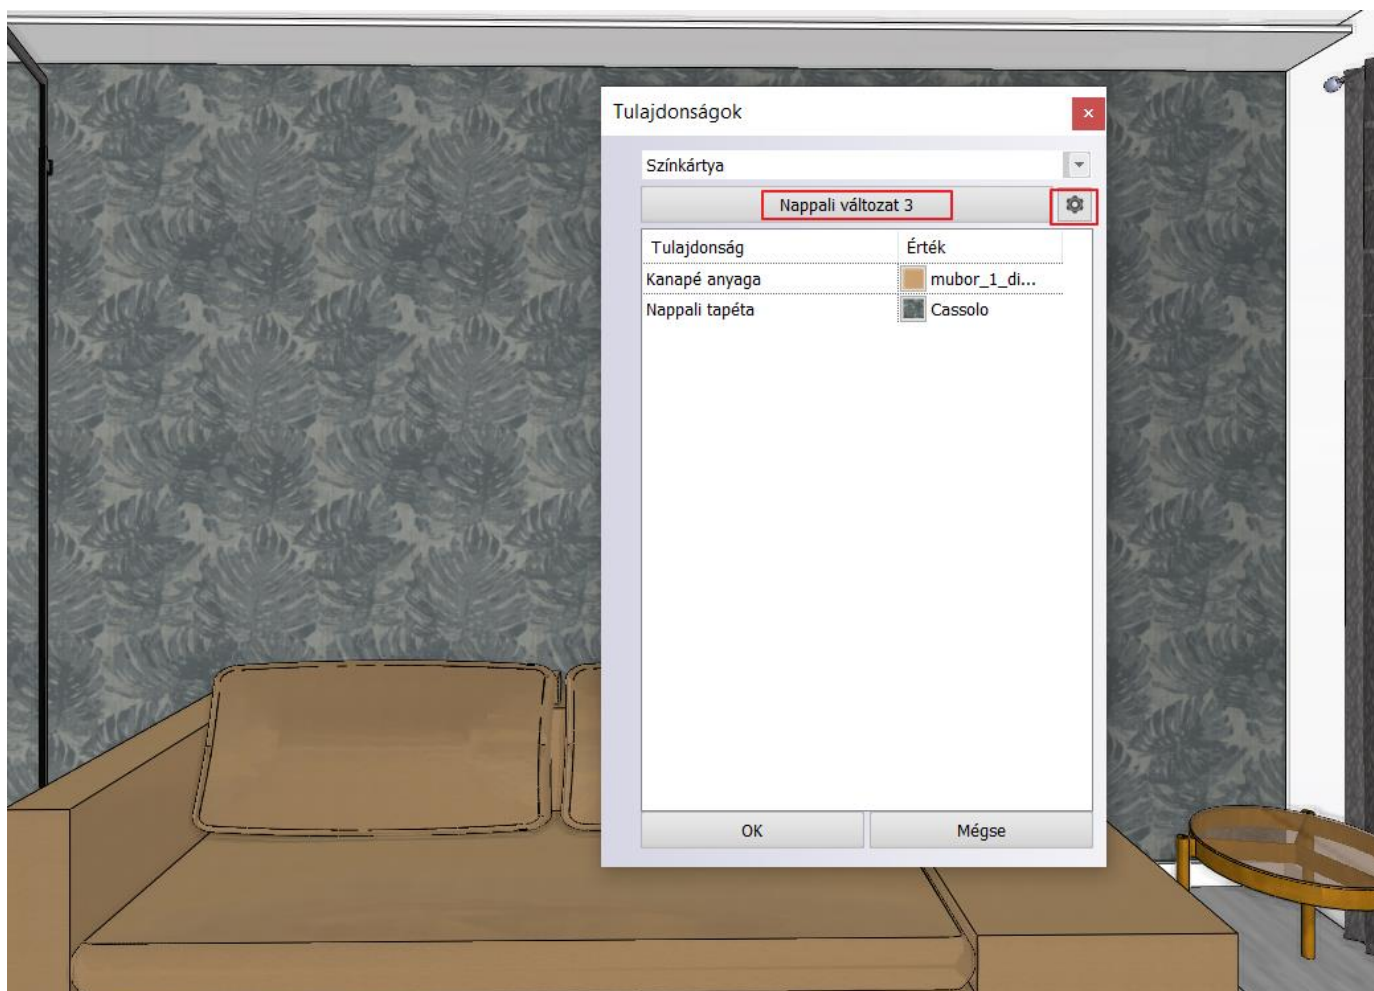 Tulajdonságok
Színkártya
Nappali változat 3
Tulajdonság Érték
Kanapé anyaga mubor_1_di...
Nappali tapéta Cassolo
OK Mégse